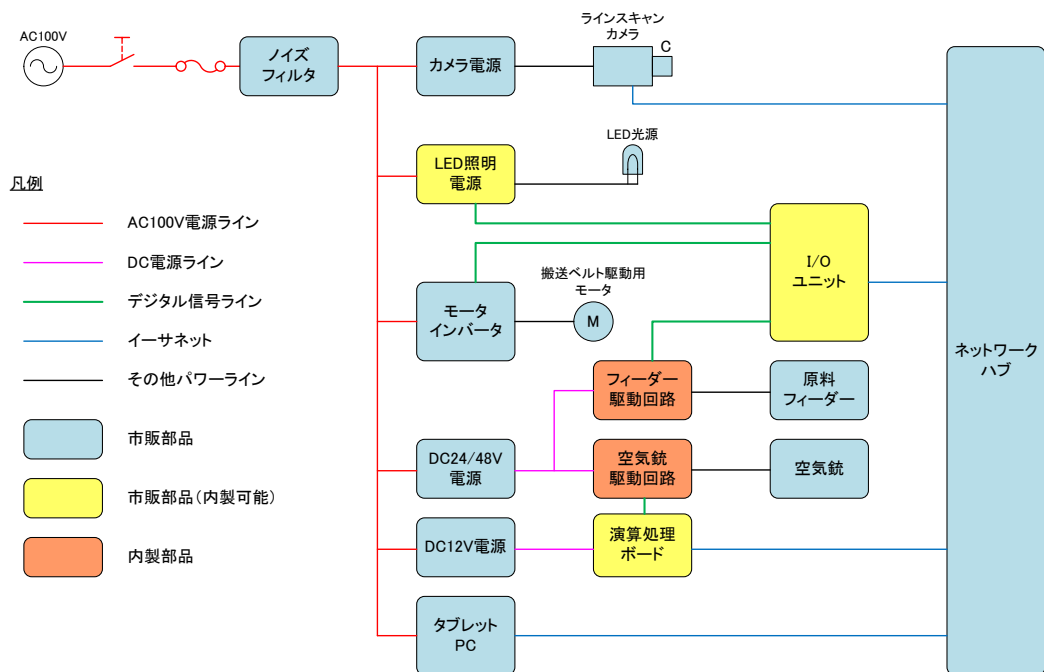 AC100V
ノイズ
フィルタ
カメラ電源
ラインスキャン
カメラ
C
LED照明
電源
LED光源
凡例
AC100V電源ライン
DC電源ライン
デジタル信号ライン
イーサネット
その他パワーライン
市販部品
市販部品(内製可能)
内製部品
モータ
インバータ
搬送ベルト駆動用
モータ
M
I/O
ユニット
フィーダー
駆動回路
原料
フィーダー
DC24/48V
電源
空気銃
駆動回路
空気銃
DC12V電源
演算処理
ボード
タブレット
PC
ネットワーク
ハブ